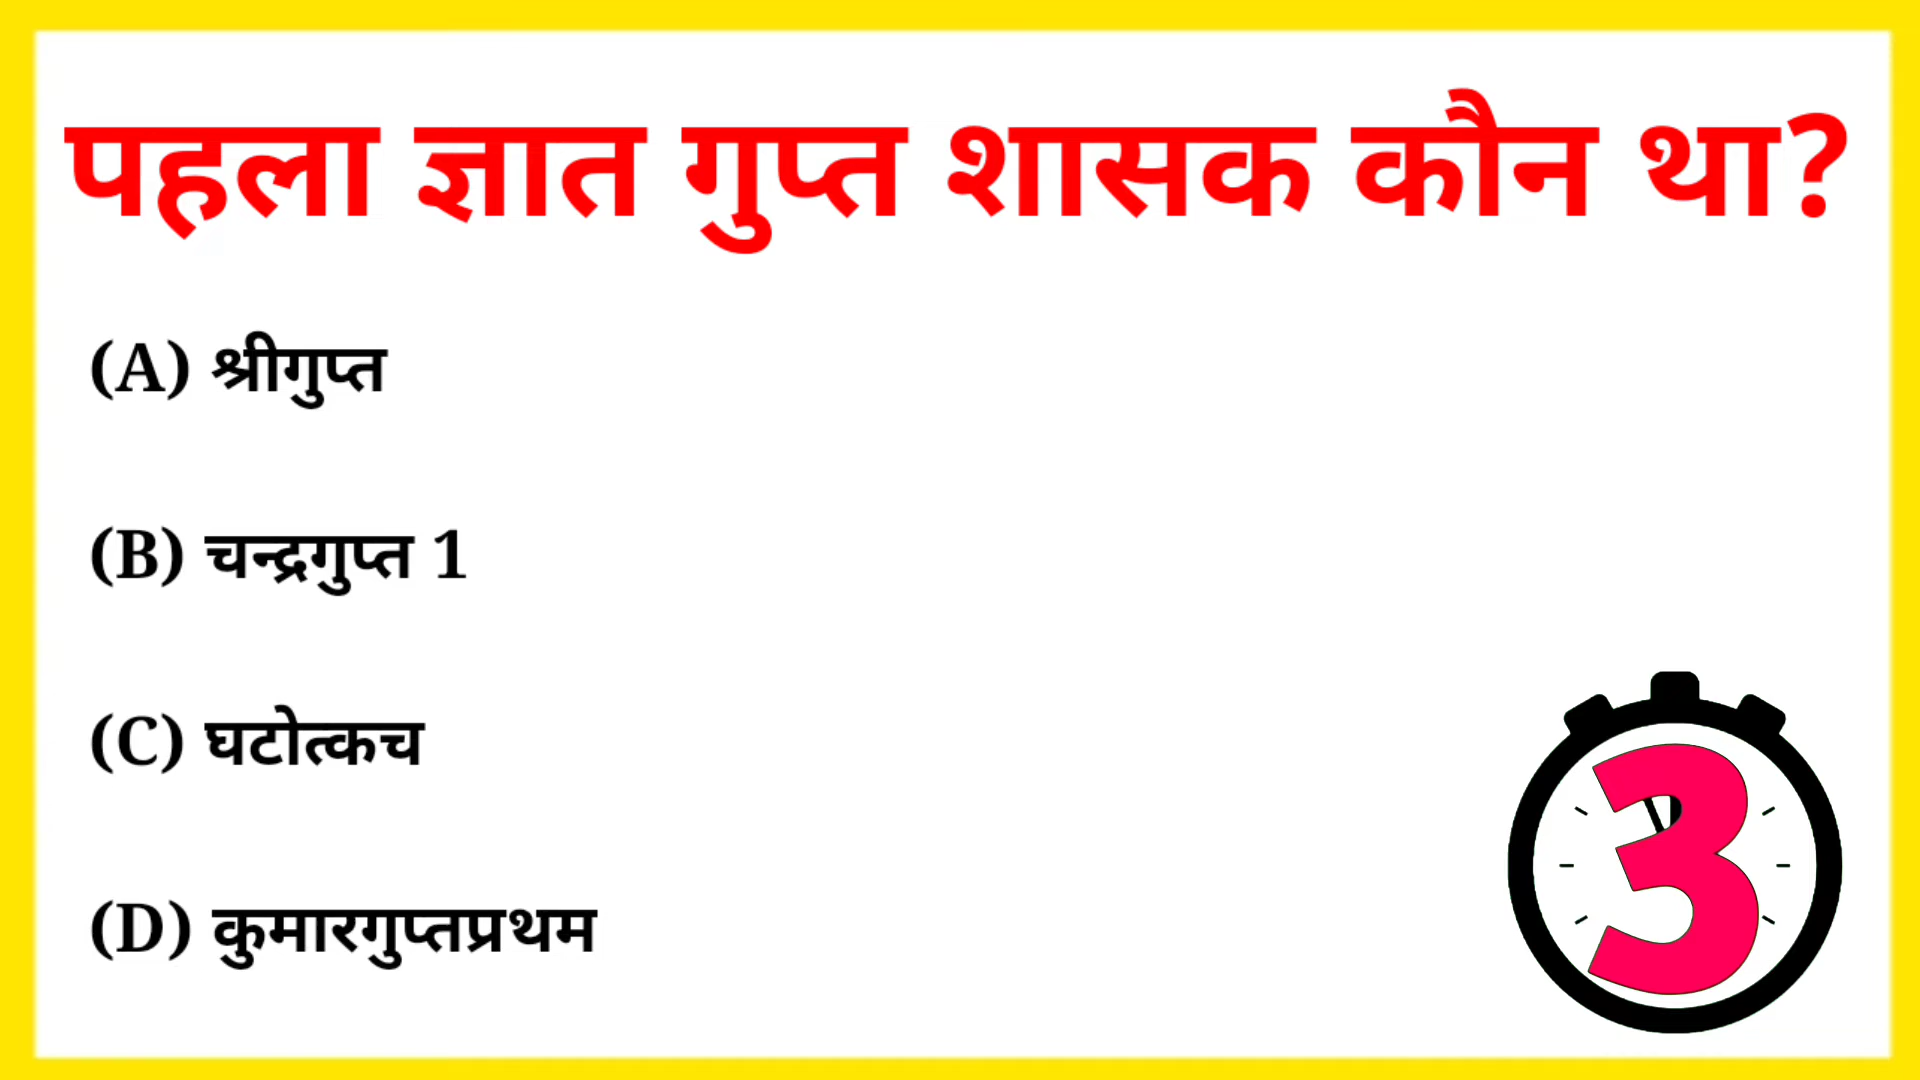 पहला ज्ञात गुप्त शासक कौन था?
(A) श्रीगुप्त
(B) चन्द्रगुप्त 1
(C) घटोत्कच
(D) कुमारगुप्तप्रथम
3